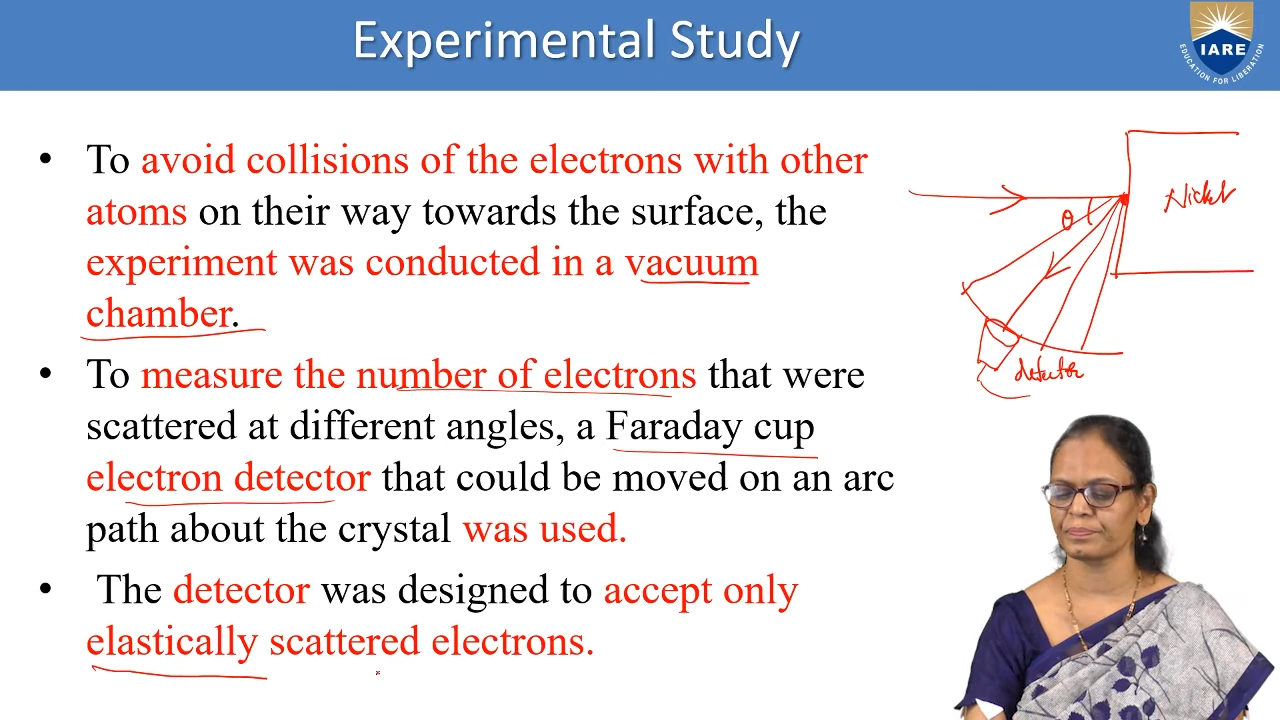 Experimental Study
IARE
EDUCATION FOR LIBERATION
• To avoid collisions of the electrons with other
atoms on their way towards the surface, the
experiment was conducted in a vacuum
chamber.
• To measure the number of electrons that were
scattered at different angles, a Faraday cup
electron detector that could be moved on an arc
path about the crystal was used.
• The detector was designed to accept only
elastically scattered electrons.
Nickel
θ
detector